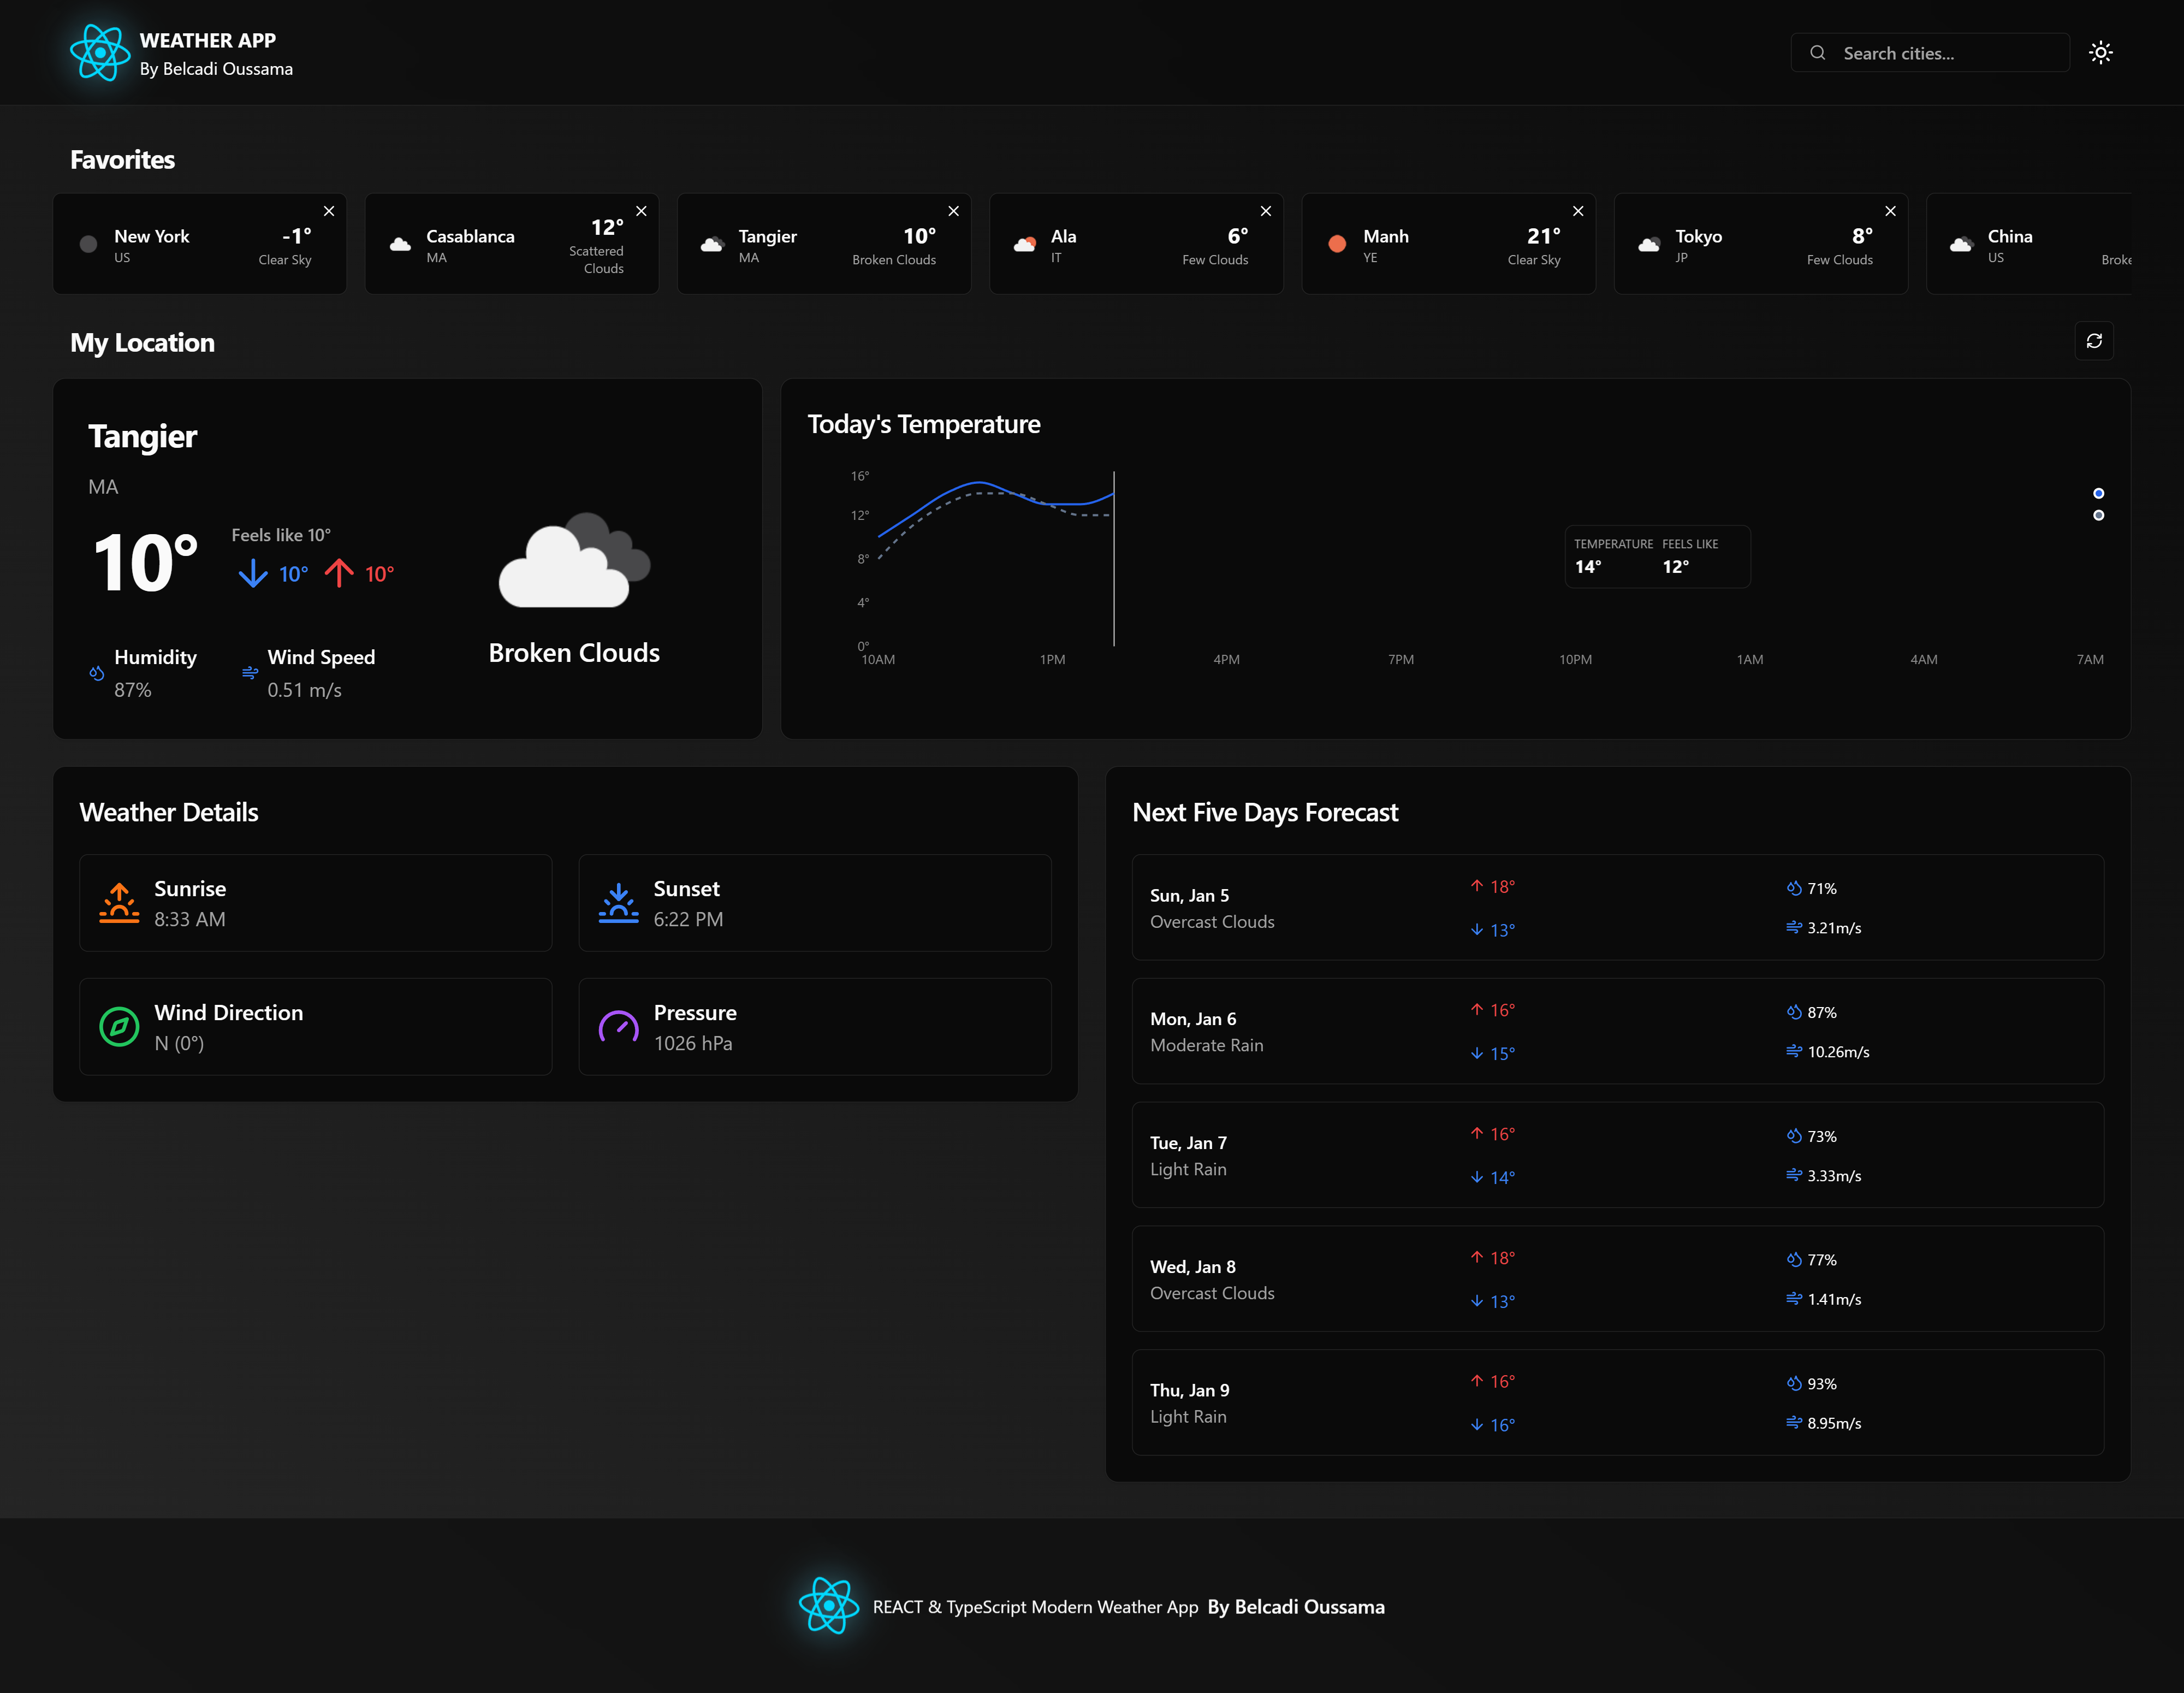 WEATHER APP
By Belcadi Oussama
Search cities...
Favorites
New York
US
-1°
Clear Sky
Casablanca
MA
12°
Scattered
Clouds
Tangier
MA
10°
Broken Clouds
Ala
IT
6°
Few Clouds
Manh
YE
21°
Clear Sky
Tokyo
JP
8°
Few Clouds
China
US
Broke
My Location
Tangier
MA
10°
Feels like 10°
10° 10°
Humidity
87%
Wind Speed
0.51 m/s
Broken Clouds
Today's Temperature
16°
12°
8°
4°
0°
10AM 1PM 4PM 7PM 10PM 1AM 4AM 7AM
TEMPERATURE FEELS LIKE
14° 12°
Weather Details
Sunrise
8:33 AM
Sunset
6:22 PM
Wind Direction
N (0°)
Pressure
1026 hPa
Next Five Days Forecast
Sun, Jan 5
Overcast Clouds
18°
13°
71%
3.21m/s
Mon, Jan 6
Moderate Rain
16°
15°
87%
10.26m/s
Tue, Jan 7
Light Rain
16°
14°
73%
3.33m/s
Wed, Jan 8
Overcast Clouds
18°
13°
77%
1.41m/s
Thu, Jan 9
Light Rain
16°
16°
93%
8.95m/s
REACT & TypeScript Modern Weather App By Belcadi Oussama